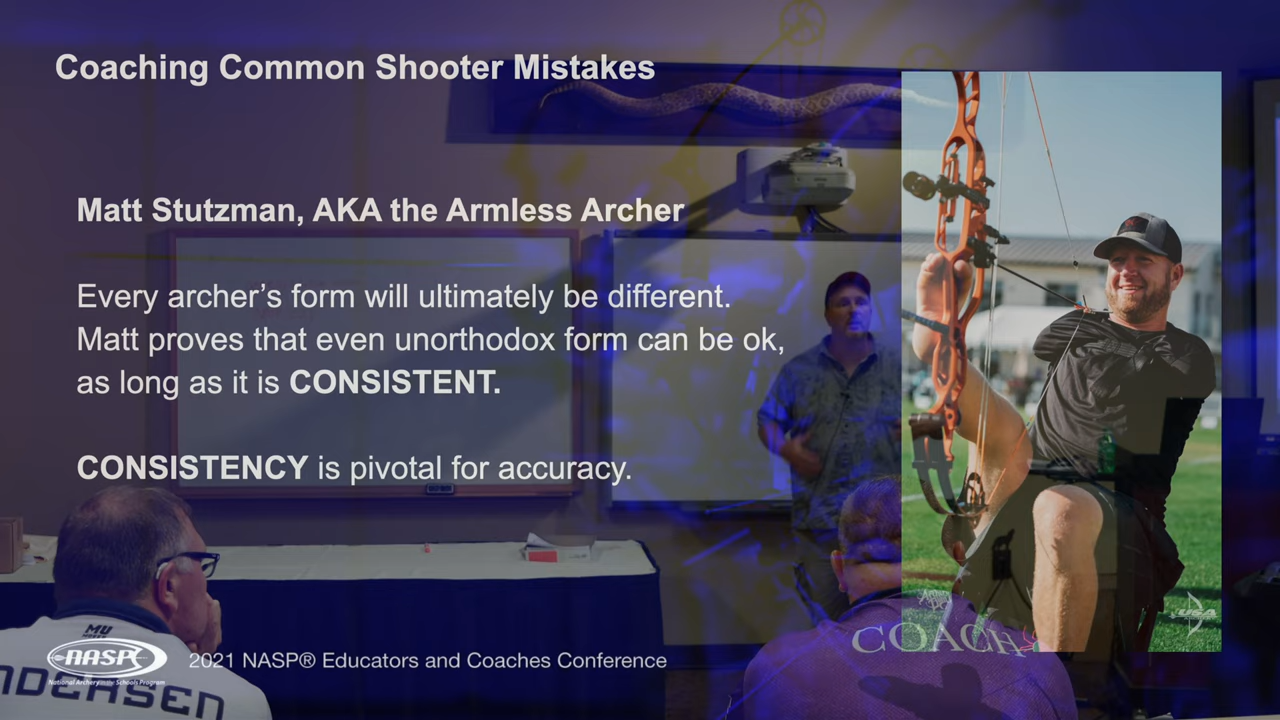 Coaching Common Shooter Mistakes
Matt Stutzman, AKA the Armless Archer
Every archer's form will ultimately be different.
Matt proves that even unorthodox form can be ok,
as long as it is CONSISTENT.
CONSISTENCY is pivotal for accuracy.
MU
NDERSEN
NASP
National Archery in the Schools Program
2021 NASP® Educators and Coaches Conference
COACH
USA